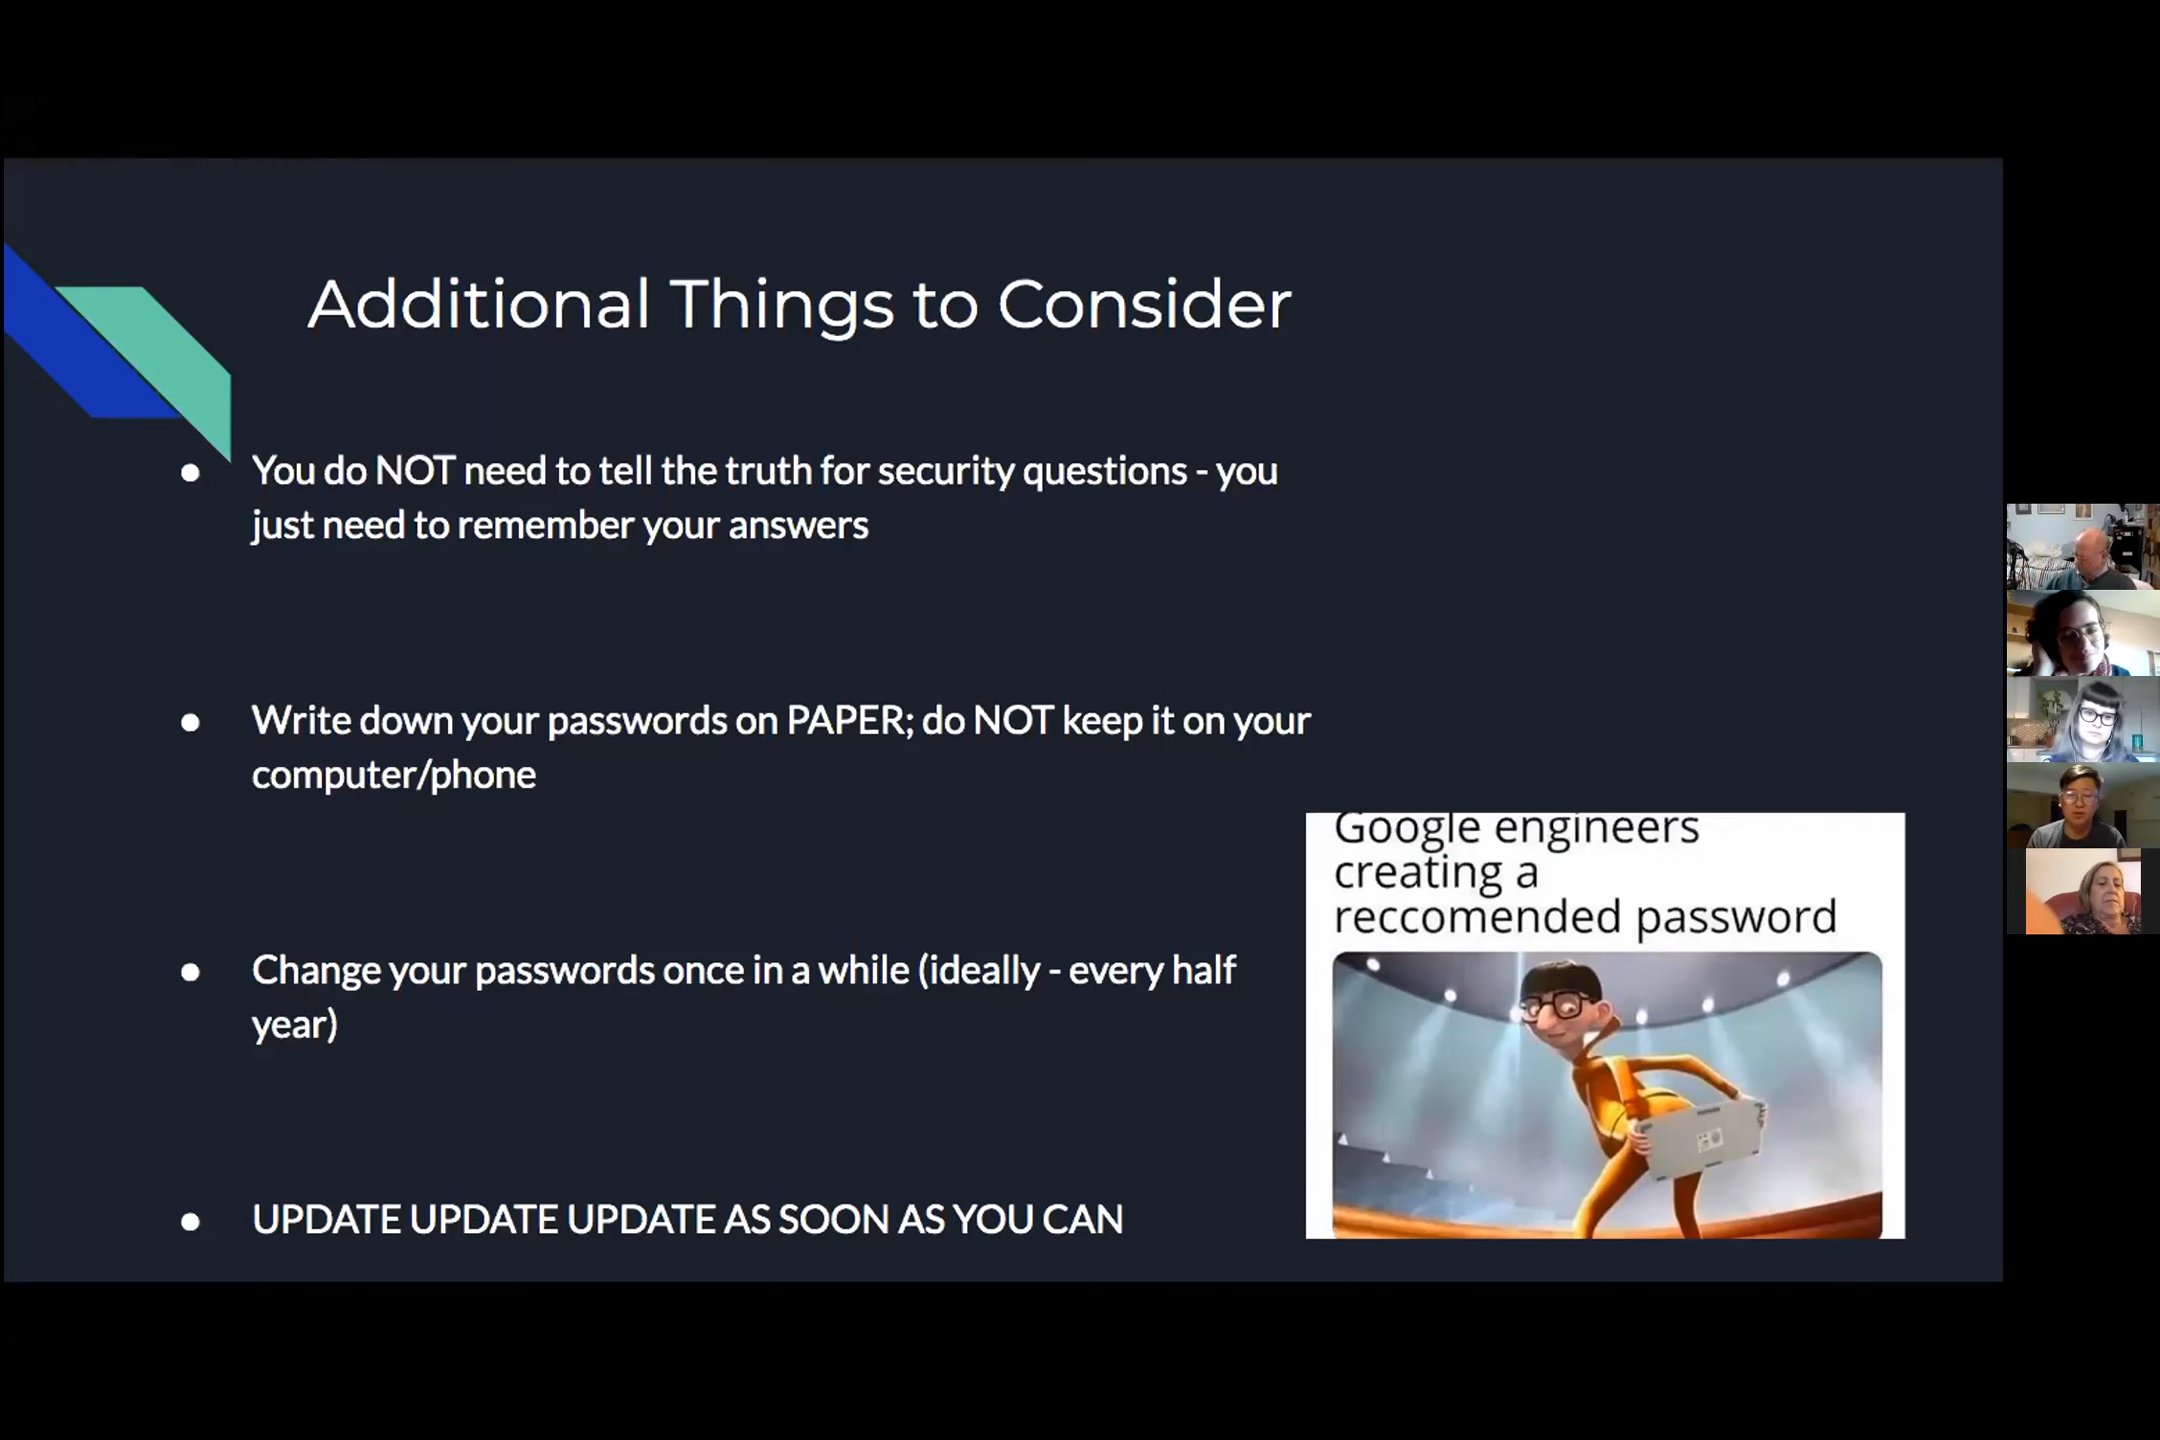 Additional Things to Consider
● You do NOT need to tell the truth for security questions - you
just need to remember your answers
● Write down your passwords on PAPER; do NOT keep it on your
computer/phone
● Change your passwords once in a while (ideally - every half
year)
● UPDATE UPDATE UPDATE AS SOON AS YOU CAN
Google engineers
creating a
reccomended password